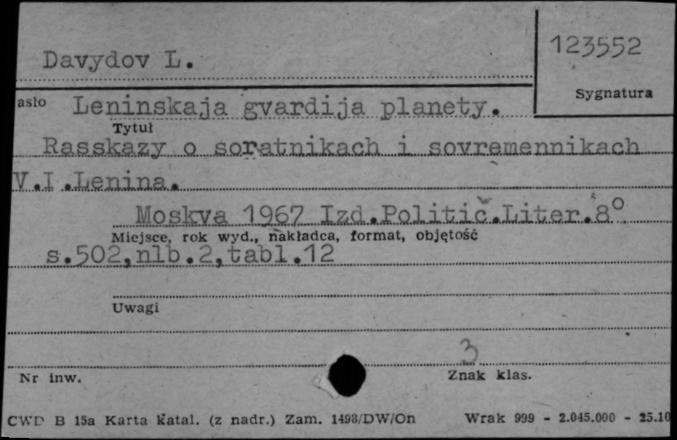 Davydov L.
123552
Sygnatura
asło Leninskaja gvardija planety.
Tytuł
Rasskazy o soratnikach i sovremennikach
V.I.Lenina.
Moskva 1967 Izd.Politič.Liter.8°
Miejsce, rok wyd., nakładca, format, objętość
s.502,nlb.2,tabl.12
Uwagi
3
Nr inw.
Znak klas.
CWD B 15a Karta katal. (z nadr.) Zam. 1498/DW/On Wrak 999 - 2.045.000 - 25.10